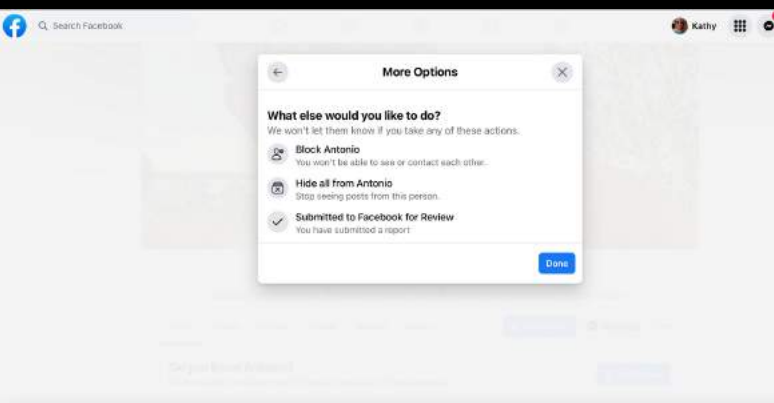 Search Facebook
Kathy
More Options
What else would you like to do?
We won't let them know if you take any of these actions.
Block Antonio
You won't be able to see or contact each other.
Hide all from Antonio
Stop seeing posts from this person.
Submitted to Facebook for Review
You have submitted a report
Done